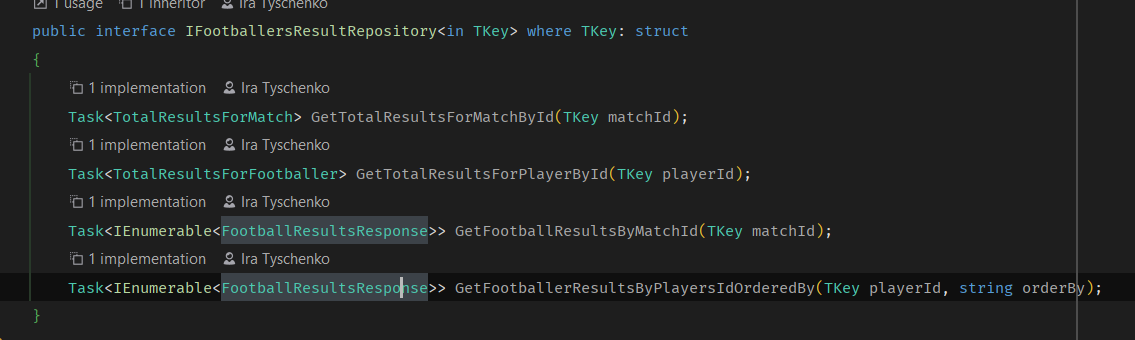 1 usage 1 inheritor Ira Tyschenko
public interface IFootballersResultRepository<in TKey> where TKey: struct
{
1 implementation Ira Tyschenko
Task<TotalResultsForMatch> GetTotalResultsForMatchById(TKey matchId);
1 implementation Ira Tyschenko
Task<TotalResultsForFootballer> GetTotalResultsForPlayerById(TKey playerId);
1 implementation Ira Tyschenko
Task<IEnumerable<FootballResultsResponse>> GetFootballResultsByMatchId(TKey matchId);
1 implementation Ira Tyschenko
Task<IEnumerable<FootballResultsResponse>> GetFootballerResultsByPlayersIdOrderedBy(TKey playerId, string orderBy);
}